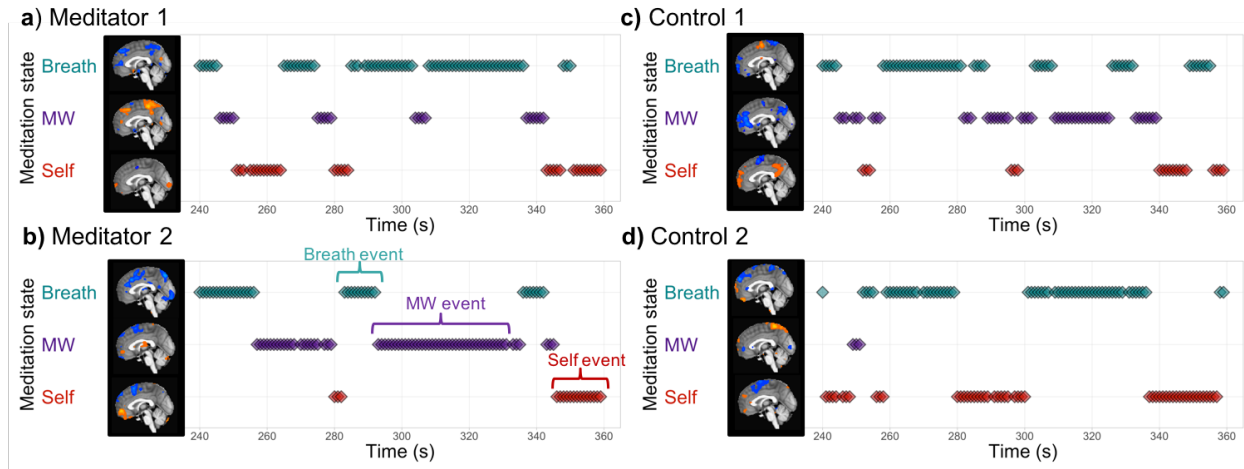 a) Meditator 1
Meditation state
Breath
MW
Self
240 260 280 300 320 340 360
Time (s)
b) Meditator 2
Meditation state
Breath
MW
Self
Breath event
MW event
Self event
240 260 280 300 320 340 360
Time (s)
c) Control 1
Meditation state
Breath
MW
Self
240 260 280 300 320 340 360
Time (s)
d) Control 2
Meditation state
Breath
MW
Self
240 260 280 300 320 340 360
Time (s)